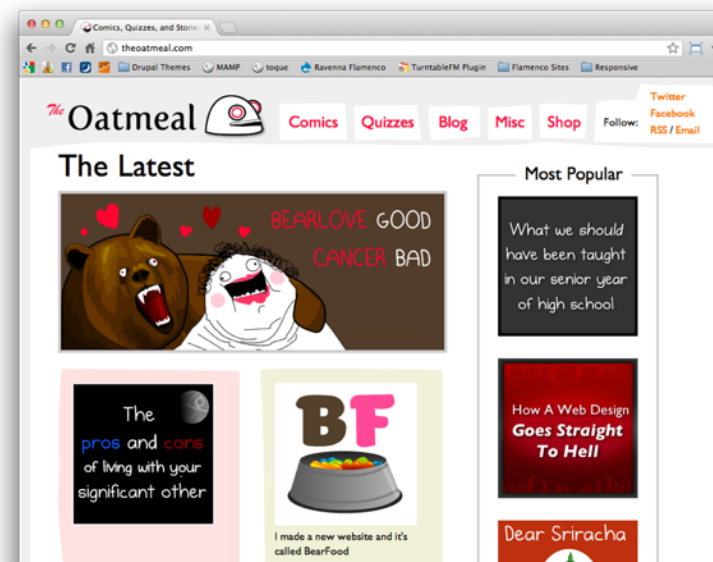 Comics, Quizzes, and Stories
theoatmeal.com
Drupal Themes MAMP toque Ravenna Flamenco TurntableFM Plugin Flamenco Sites Responsive
The Oatmeal
Comics Quizzes Blog Misc Shop
Follow:
Twitter
Facebook
RSS / Email
The Latest
BEARLOVE GOOD
CANCER BAD
The
pros and cons
of living with your
significant other
BF
I made a new website and it's
called BearFood
Most Popular
What we should
have been taught
in our senior year
of high school
How A Web Design
Goes Straight
To Hell
Dear Sriracha